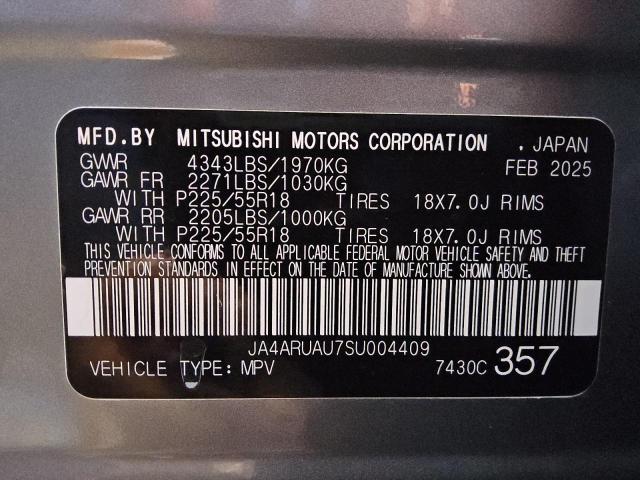 MFD.BY MITSUBISHI MOTORS CORPORATION . JAPAN
GVWR 4343LBS/1970KG FEB 2025
GAWR FR 2271LBS/1030KG
WITH P225/55R18 TIRES 18X7.0J RIMS
GAWR RR 2205LBS/1000KG
WITH P225/55R18 TIRES 18X7.0J RIMS
THIS VEHICLE CONFORMS TO ALL APPLICABLE FEDERAL MOTOR VEHICLE SAFETY AND THEFT
PREVENTION STANDARDS IN EFFECT ON THE DATE OF MANUFACTURE SHOWN ABOVE.
JA4ARUAU7SU004409
VEHICLE TYPE: MPV 7430C 357